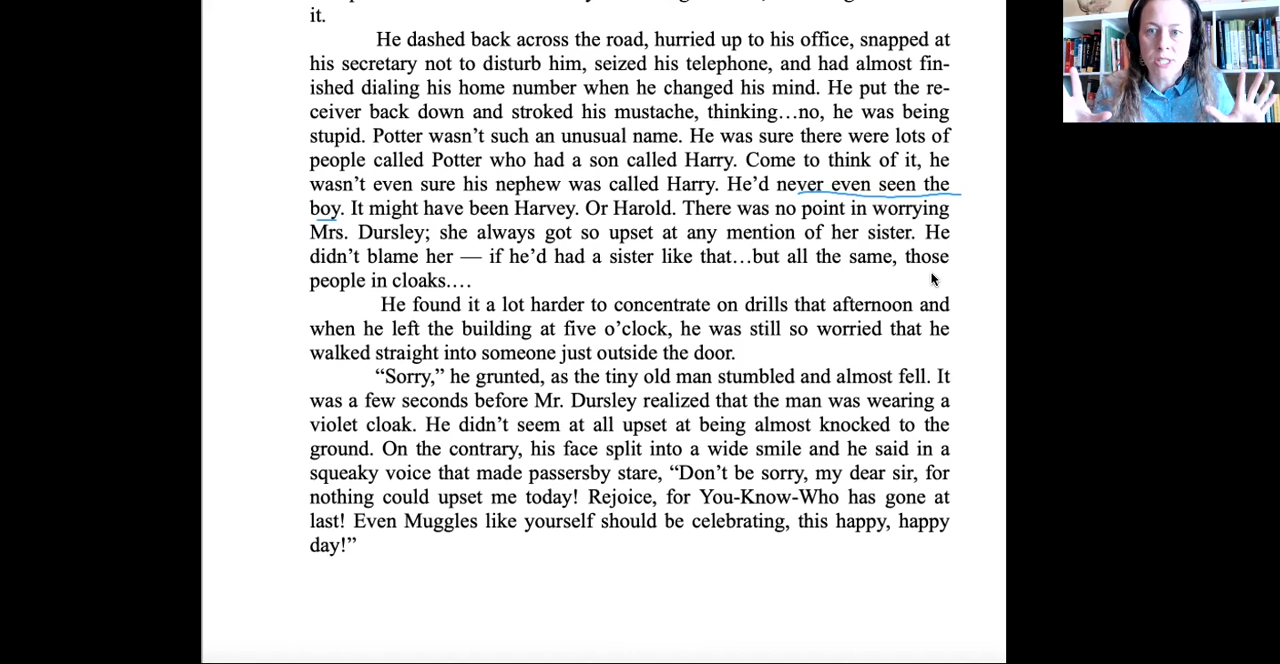 it.
He dashed back across the road, hurried up to his office, snapped at
his secretary not to disturb him, seized his telephone, and had almost fin-
ished dialing his home number when he changed his mind. He put the re-
ceiver back down and stroked his mustache, thinking…no, he was being
stupid. Potter wasn’t such an unusual name. He was sure there were lots of
people called Potter who had a son called Harry. Come to think of it, he
wasn’t even sure his nephew was called Harry. He’d never even seen the
boy. It might have been Harvey. Or Harold. There was no point in worrying
Mrs. Dursley; she always got so upset at any mention of her sister. He
didn’t blame her — if he’d had a sister like that…but all the same, those
people in cloaks….
He found it a lot harder to concentrate on drills that afternoon and
when he left the building at five o’clock, he was still so worried that he
walked straight into someone just outside the door.
“Sorry,” he grunted, as the tiny old man stumbled and almost fell. It
was a few seconds before Mr. Dursley realized that the man was wearing a
violet cloak. He didn’t seem at all upset at being almost knocked to the
ground. On the contrary, his face split into a wide smile and he said in a
squeaky voice that made passersby stare, “Don’t be sorry, my dear sir, for
nothing could upset me today! Rejoice, for You-Know-Who has gone at
last! Even Muggles like yourself should be celebrating, this happy, happy
day!”